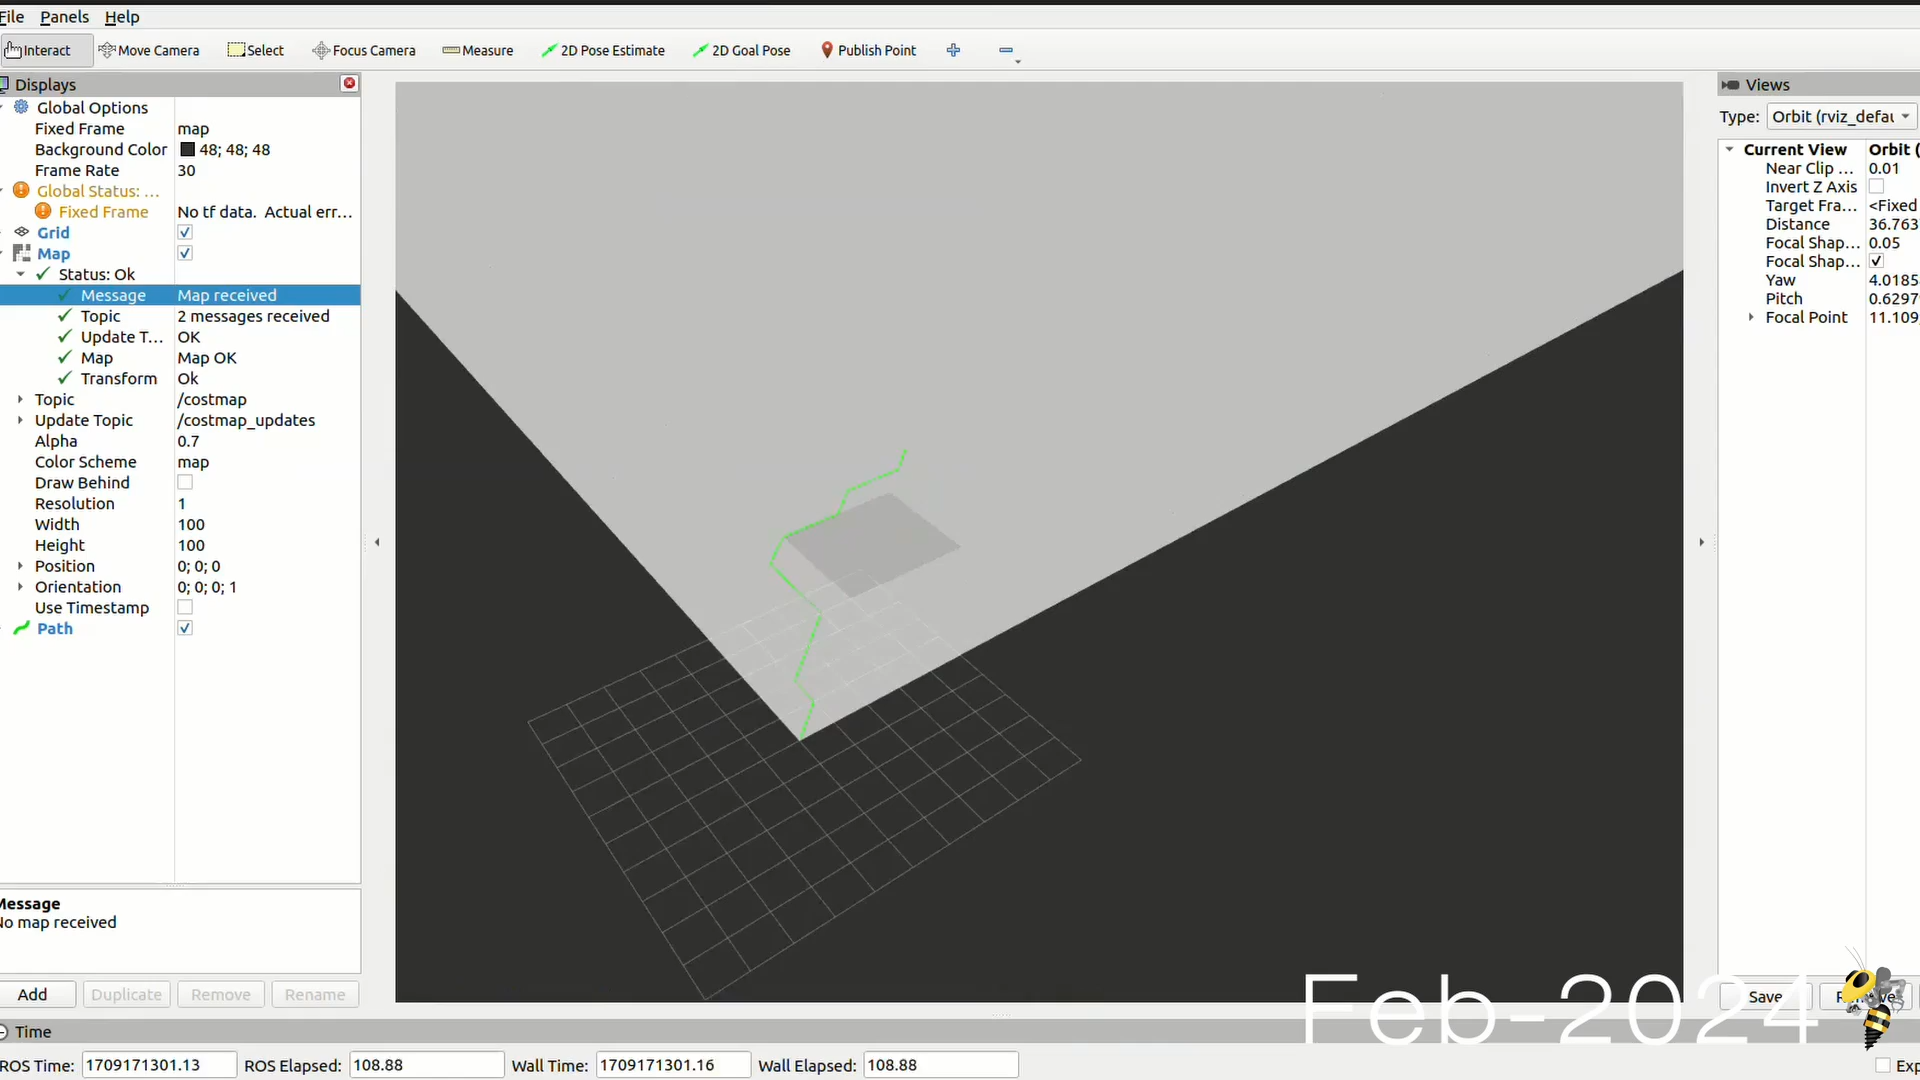 File Panels Help
Interact Move Camera Select Focus Camera Measure 2D Pose Estimate 2D Goal Pose Publish Point
Displays
Global Options
Fixed Frame map
Background Color 48; 48; 48
Frame Rate 30
Global Status: ...
Fixed Frame No tf data. Actual err...
Grid
Map
Status: Ok
Message Map received
Topic 2 messages received
Update T... OK
Map Map OK
Transform Ok
Topic /costmap
Update Topic /costmap_updates
Alpha 0.7
Color Scheme map
Draw Behind
Resolution 1
Width 100
Height 100
Position 0; 0; 0
Orientation 0; 0; 0; 1
Use Timestamp
Path
Message
No map received
Add Duplicate Remove Rename
Views
Type: Orbit (rviz_defau
Current View Orbit (
Near Clip ... 0.01
Invert Z Axis
Target Fra... <Fixed
Distance 36.763
Focal Shap... 0.05
Focal Shap...
Yaw 4.0185
Pitch 0.6297
Focal Point 11.109
Save
Feb-2024
Time
ROS Time: 1709171301.13 ROS Elapsed: 108.88 Wall Time: 1709171301.16 Wall Elapsed: 108.88 Exp